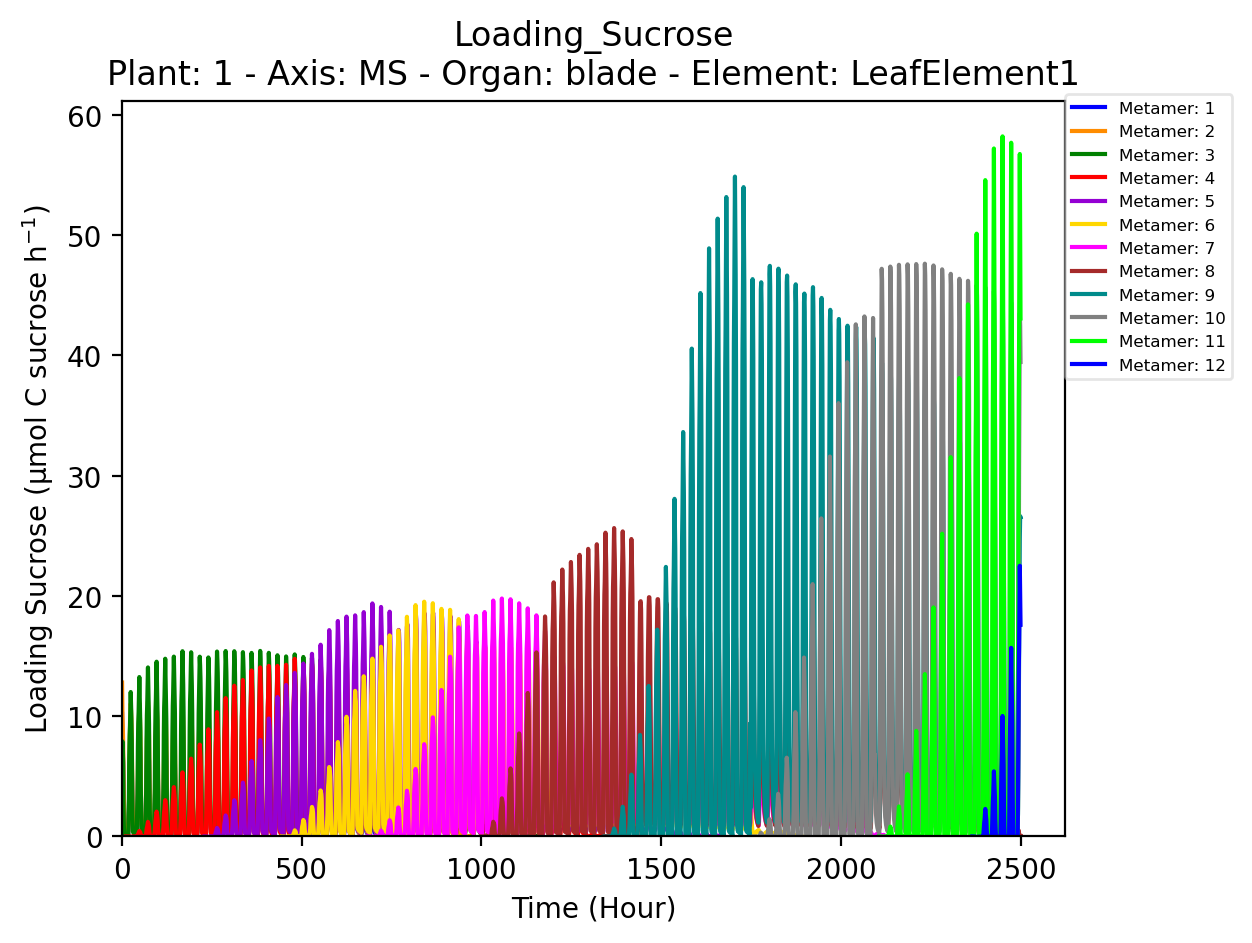 Loading_Sucrose
Plant: 1 - Axis: MS - Organ: blade - Element: LeafElement1
60
50
40
30
20
10
0
Loading Sucrose (µmol C sucrose h⁻¹)
0 500 1000 1500 2000 2500
Time (Hour)
Metamer: 1
Metamer: 2
Metamer: 3
Metamer: 4
Metamer: 5
Metamer: 6
Metamer: 7
Metamer: 8
Metamer: 9
Metamer: 10
Metamer: 11
Metamer: 12